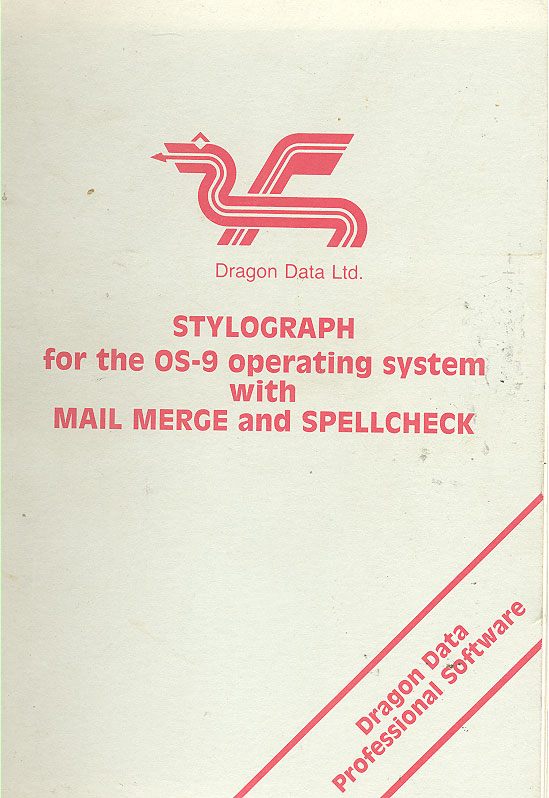 Dragon Data Ltd.
STYLOGRAPH
for the OS-9 operating system
with
MAIL MERGE and SPELLCHECK
Dragon Data
Professional Software